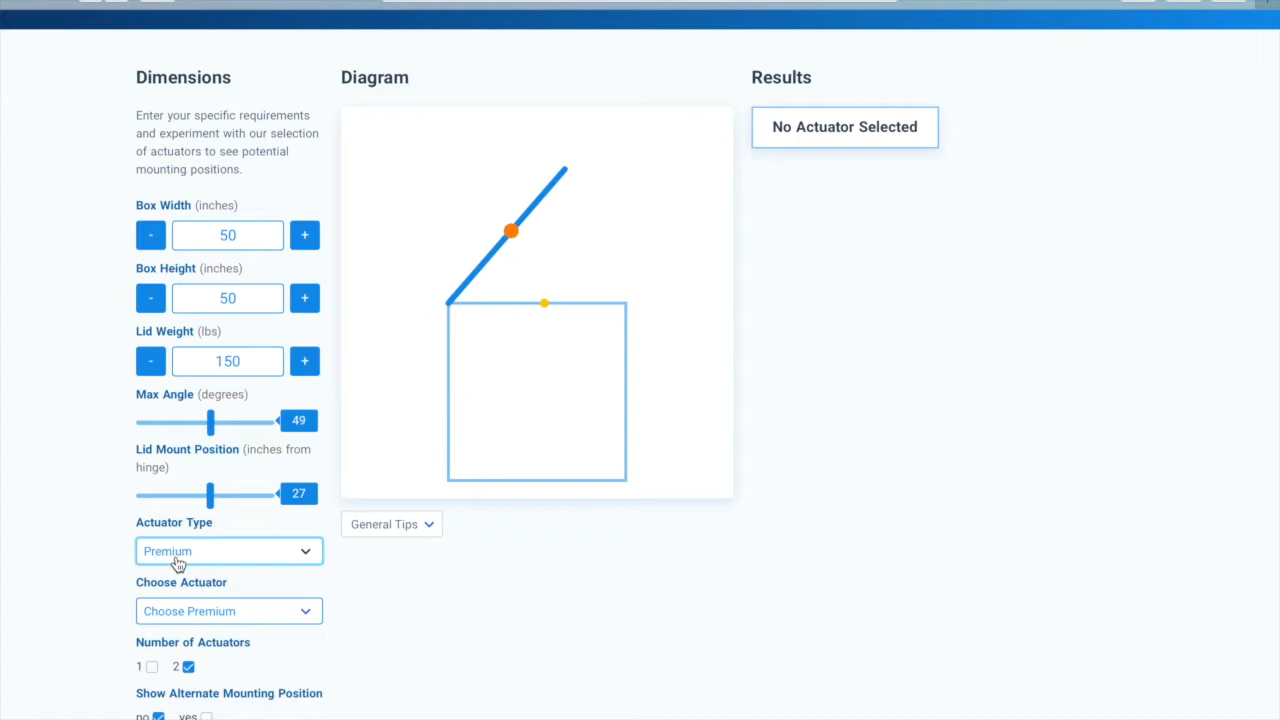 Dimensions
Enter your specific requirements
and experiment with our selection
of actuators to see potential
mounting positions.
Box Width (inches)
- 50 +
Box Height (inches)
- 50 +
Lid Weight (lbs)
- 150 +
Max Angle (degrees)
49
Lid Mount Position (inches from
hinge)
27
Actuator Type
Premium
Choose Actuator
Choose Premium
Number of Actuators
1 2
Show Alternate Mounting Position
no yes
Diagram
General Tips
Results
No Actuator Selected